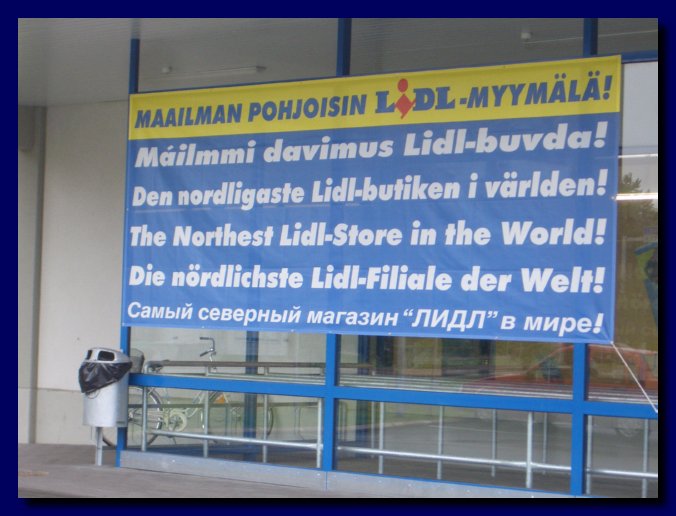 MAAILMAN POHJOISIN LiDL-MYYMÄLÄ!
Máilmmi davimus Lidl-buvda!
Den nordligaste Lidl-butiken i världen!
The Northest Lidl-Store in the World!
Die nördlichste Lidl-Filiale der Welt!
Самый северный магазин “ЛИДЛ” в мире!